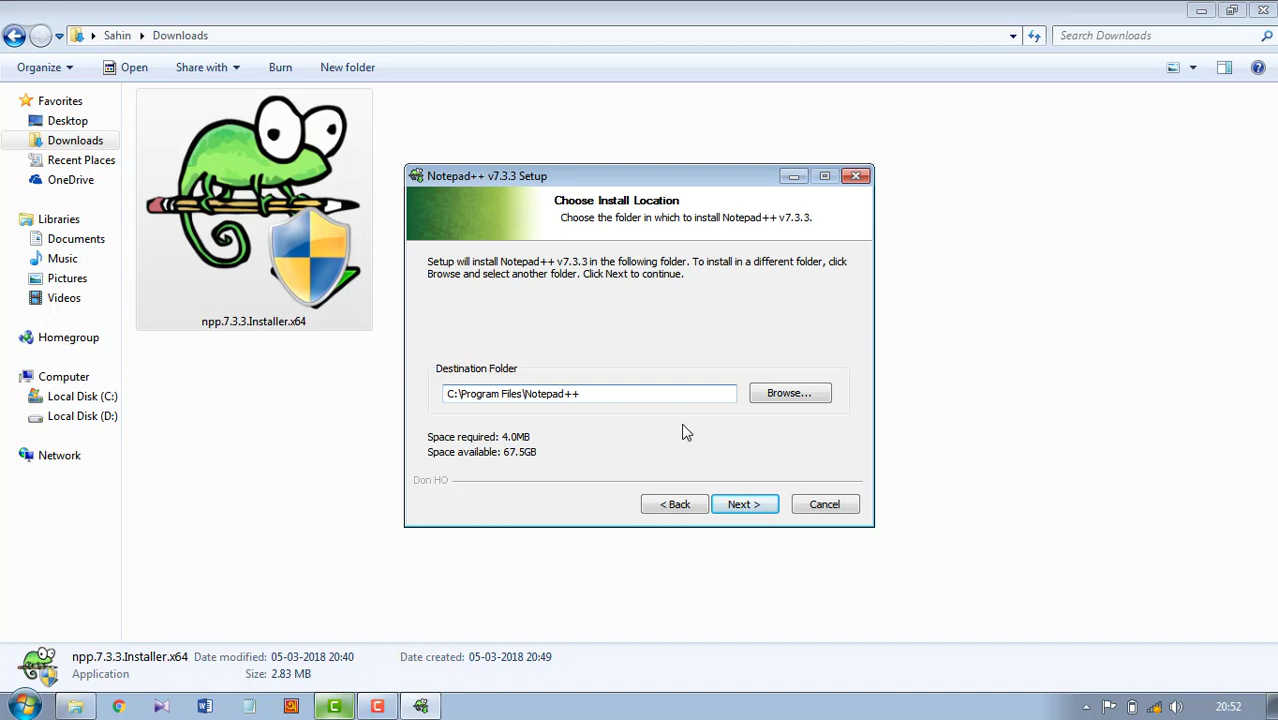 Sahin
Downloads
Search Downloads
Organize
Open
Share with
Burn
New folder
Favorites
Desktop
Downloads
Recent Places
OneDrive
Libraries
Documents
Music
Pictures
Videos
Homegroup
Computer
Local Disk (C:)
Local Disk (D:)
Network
npp.7.3.3.Installer.x64
Notepad++ v7.3.3 Setup
Choose Install Location
Choose the folder in which to install Notepad++ v7.3.3.
Setup will install Notepad++ v7.3.3 in the following folder. To install in a different folder, click
Browse and select another folder. Click Next to continue.
Destination Folder
C:\Program Files\Notepad++
Browse...
Space required: 4.0MB
Space available: 67.5GB
Don HO
< Back
Next >
Cancel
npp.7.3.3.Installer.x64 Date modified: 05-03-2018 20:40 Date created: 05-03-2018 20:49
Application Size: 2.83 MB
20:52